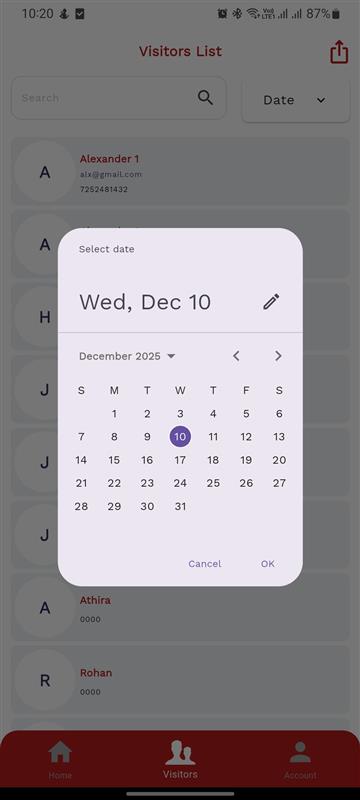 10:20
Vo) LTE1 87%
Visitors List
Search
Date
A
Alexander 1
alx@gmail.com
7252481432
A
H
J
J
J
Select date
Wed, Dec 10
December 2025
S M T W T F S
1 2 3 4 5 6
7 8 9 10 11 12 13
14 15 16 17 18 19 20
21 22 23 24 25 26 27
28 29 30 31
Cancel OK
A
Athira
0000
R
Rohan
0000
Home Visitors Account